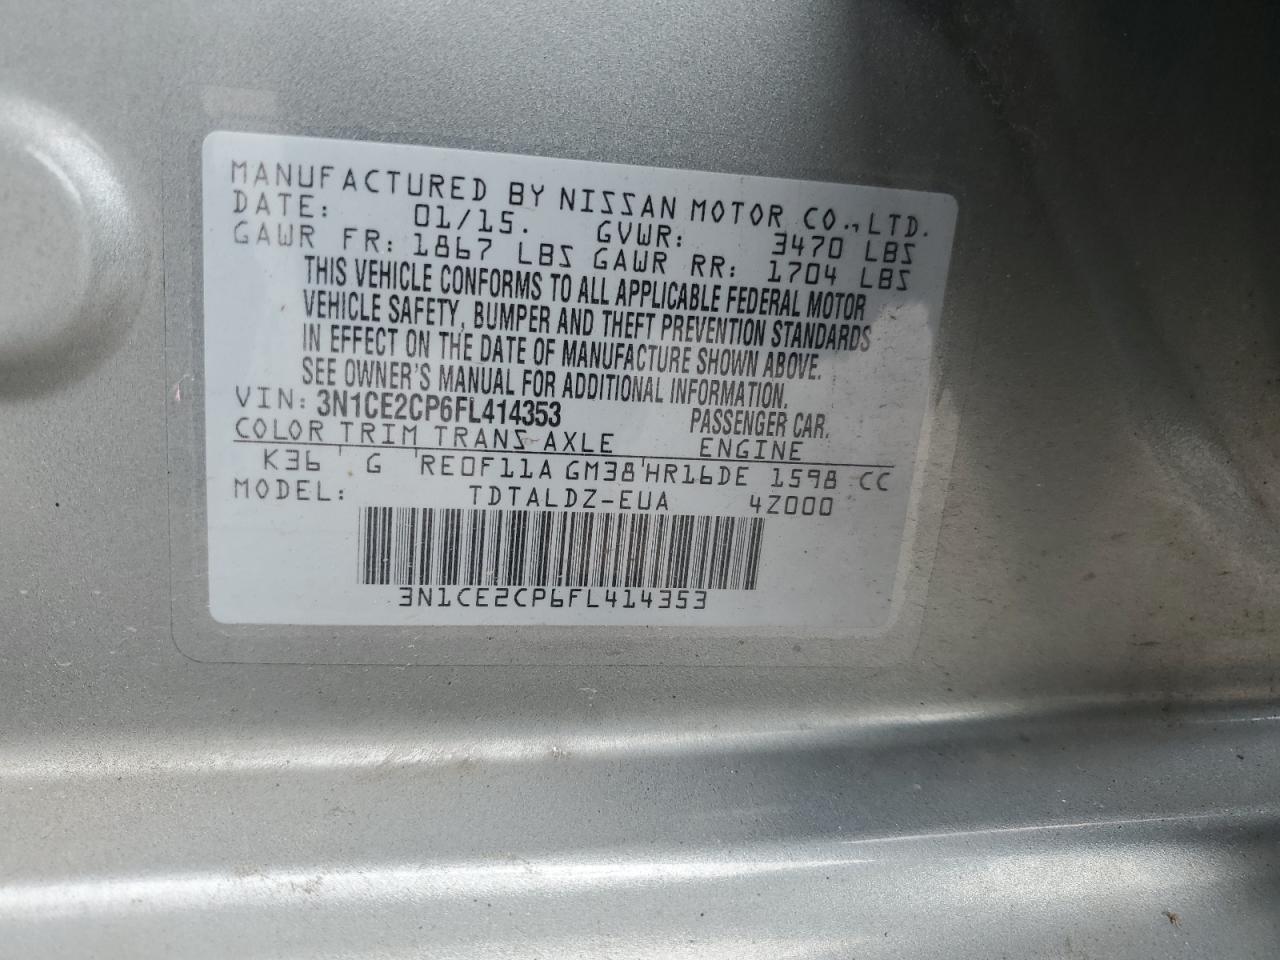 MANUFACTURED BY NISSAN MOTOR CO., LTD.
DATE: 01/15. GVWR: 3470 LBS
GAWR FR: 1867 LBS GAWR RR: 1704 LBS
THIS VEHICLE CONFORMS TO ALL APPLICABLE FEDERAL MOTOR
VEHICLE SAFETY, BUMPER AND THEFT PREVENTION STANDARDS
IN EFFECT ON THE DATE OF MANUFACTURE SHOWN ABOVE.
SEE OWNER'S MANUAL FOR ADDITIONAL INFORMATION.
VIN: 3N1CE2CP6FL414353 PASSENGER CAR.
COLOR TRIM TRANS AXLE ENGINE
K36 G RE0F11A GM38 HR16DE 1598 CC
MODEL: TDTALDZ-EUA 4Z000
3N1CE2CP6FL414353